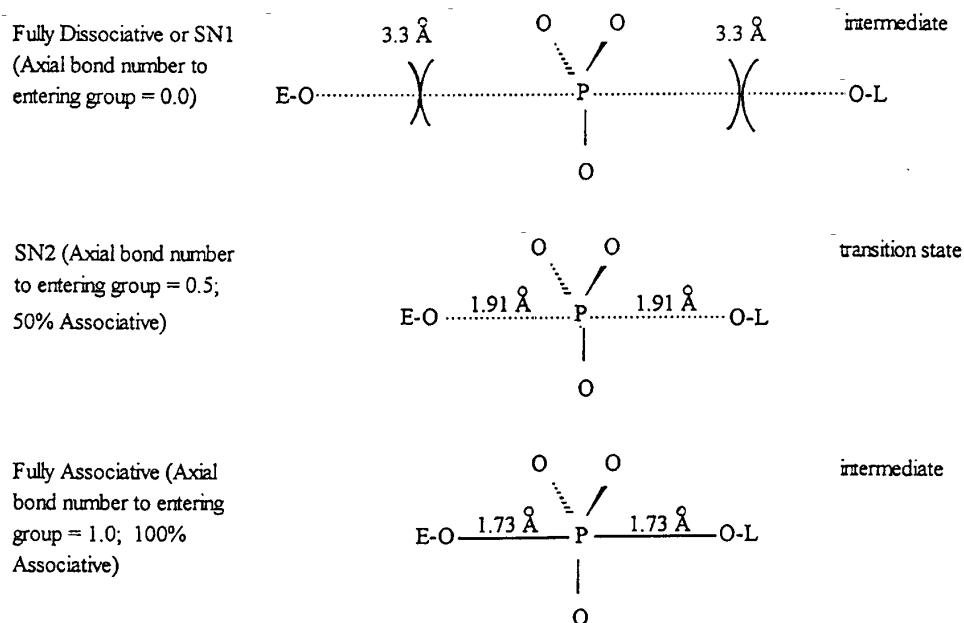 Fully Dissociative or SN1
(Axial bond number to
entering group = 0.0)
3.3 Å
O
O
3.3 Å
intermediate
E-O
P
O-L
O
SN2 (Axial bond number
to entering group = 0.5;
50% Associative)
O
O
transition state
E-O
1.91 Å
P
1.91 Å
O-L
O
Fully Associative (Axial
bond number to entering
group = 1.0; 100%
Associative)
O
O
intermediate
E-O
1.73 Å
P
1.73 Å
O-L
O